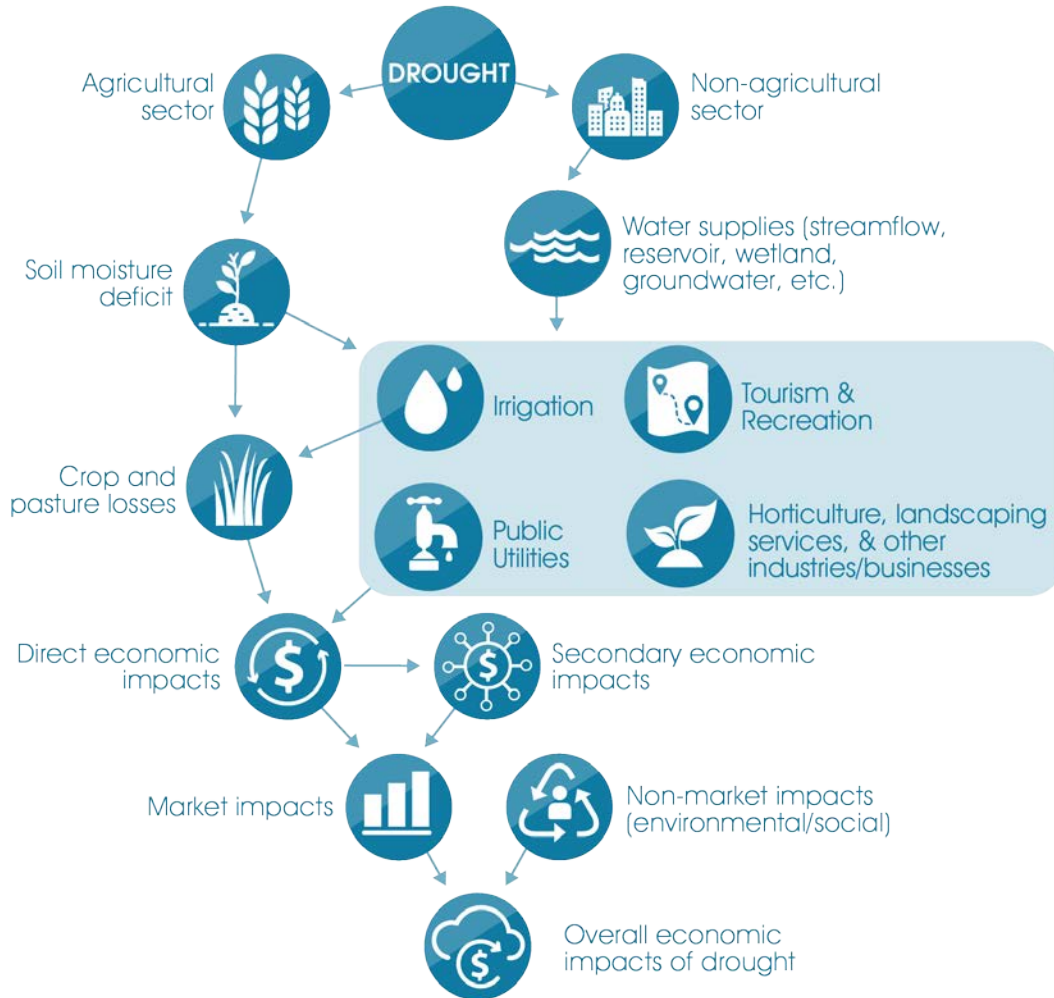 DROUGHT
Agricultural
sector
Non-agricultural
sector
Soil moisture
deficit
Water supplies (streamflow,
reservoir, wetland,
groundwater, etc.)
Irrigation
Tourism &
Recreation
Crop and
pasture losses
Public
Utilities
Horticulture, landscaping
services, & other
industries/businesses
Direct economic
impacts
$
$
Secondary economic
impacts
Market impacts
Non-market impacts
(environmental/social)
$
Overall economic
impacts of drought